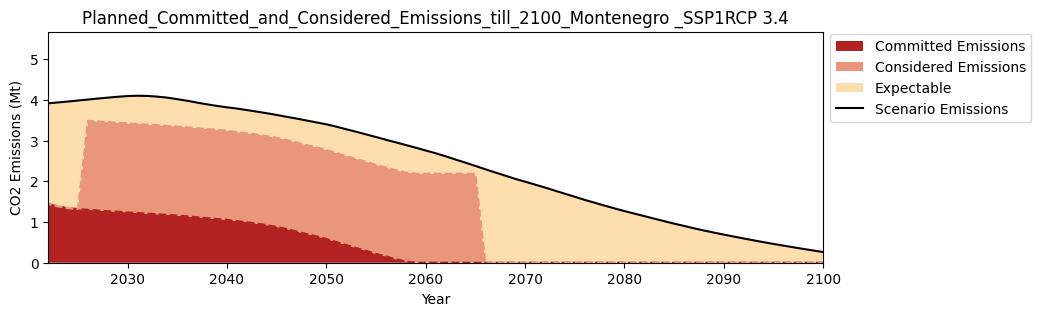 Planned_Committed_and_Considered_Emissions_till_2100_Montenegro _SSP1RCP 3.4
CO2 Emissions (Mt)
5
4
3
2
1
0
2030 2040 2050 2060 2070 2080 2090 2100
Year
Committed Emissions
Considered Emissions
Expectable
Scenario Emissions